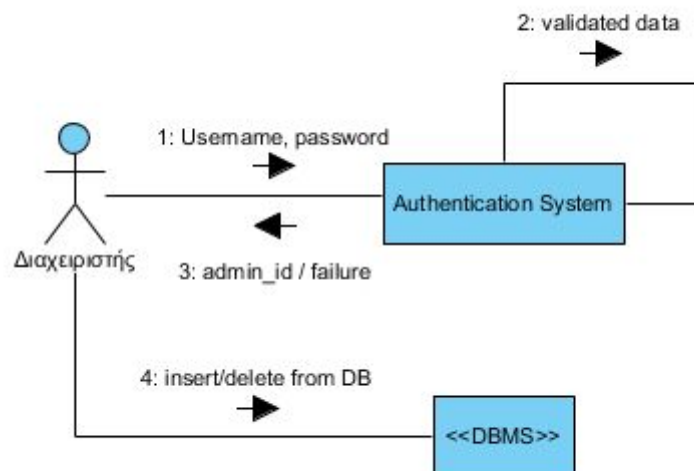 2: validated data
1: Username, password
Authentication System
Διαχειριστής
3: admin_id / failure
4: insert/delete from DB
<<DBMS>>